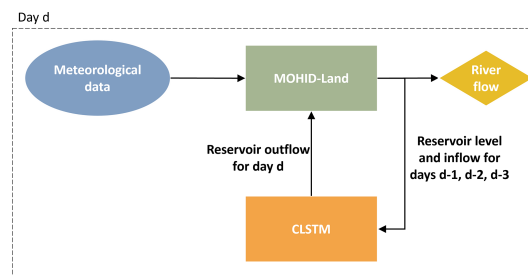 Day d
Meteorological
data
MOHID-Land
River
flow
Reservoir outflow
for day d
Reservoir level
and inflow for
days d-1, d-2, d-3
CLSTM